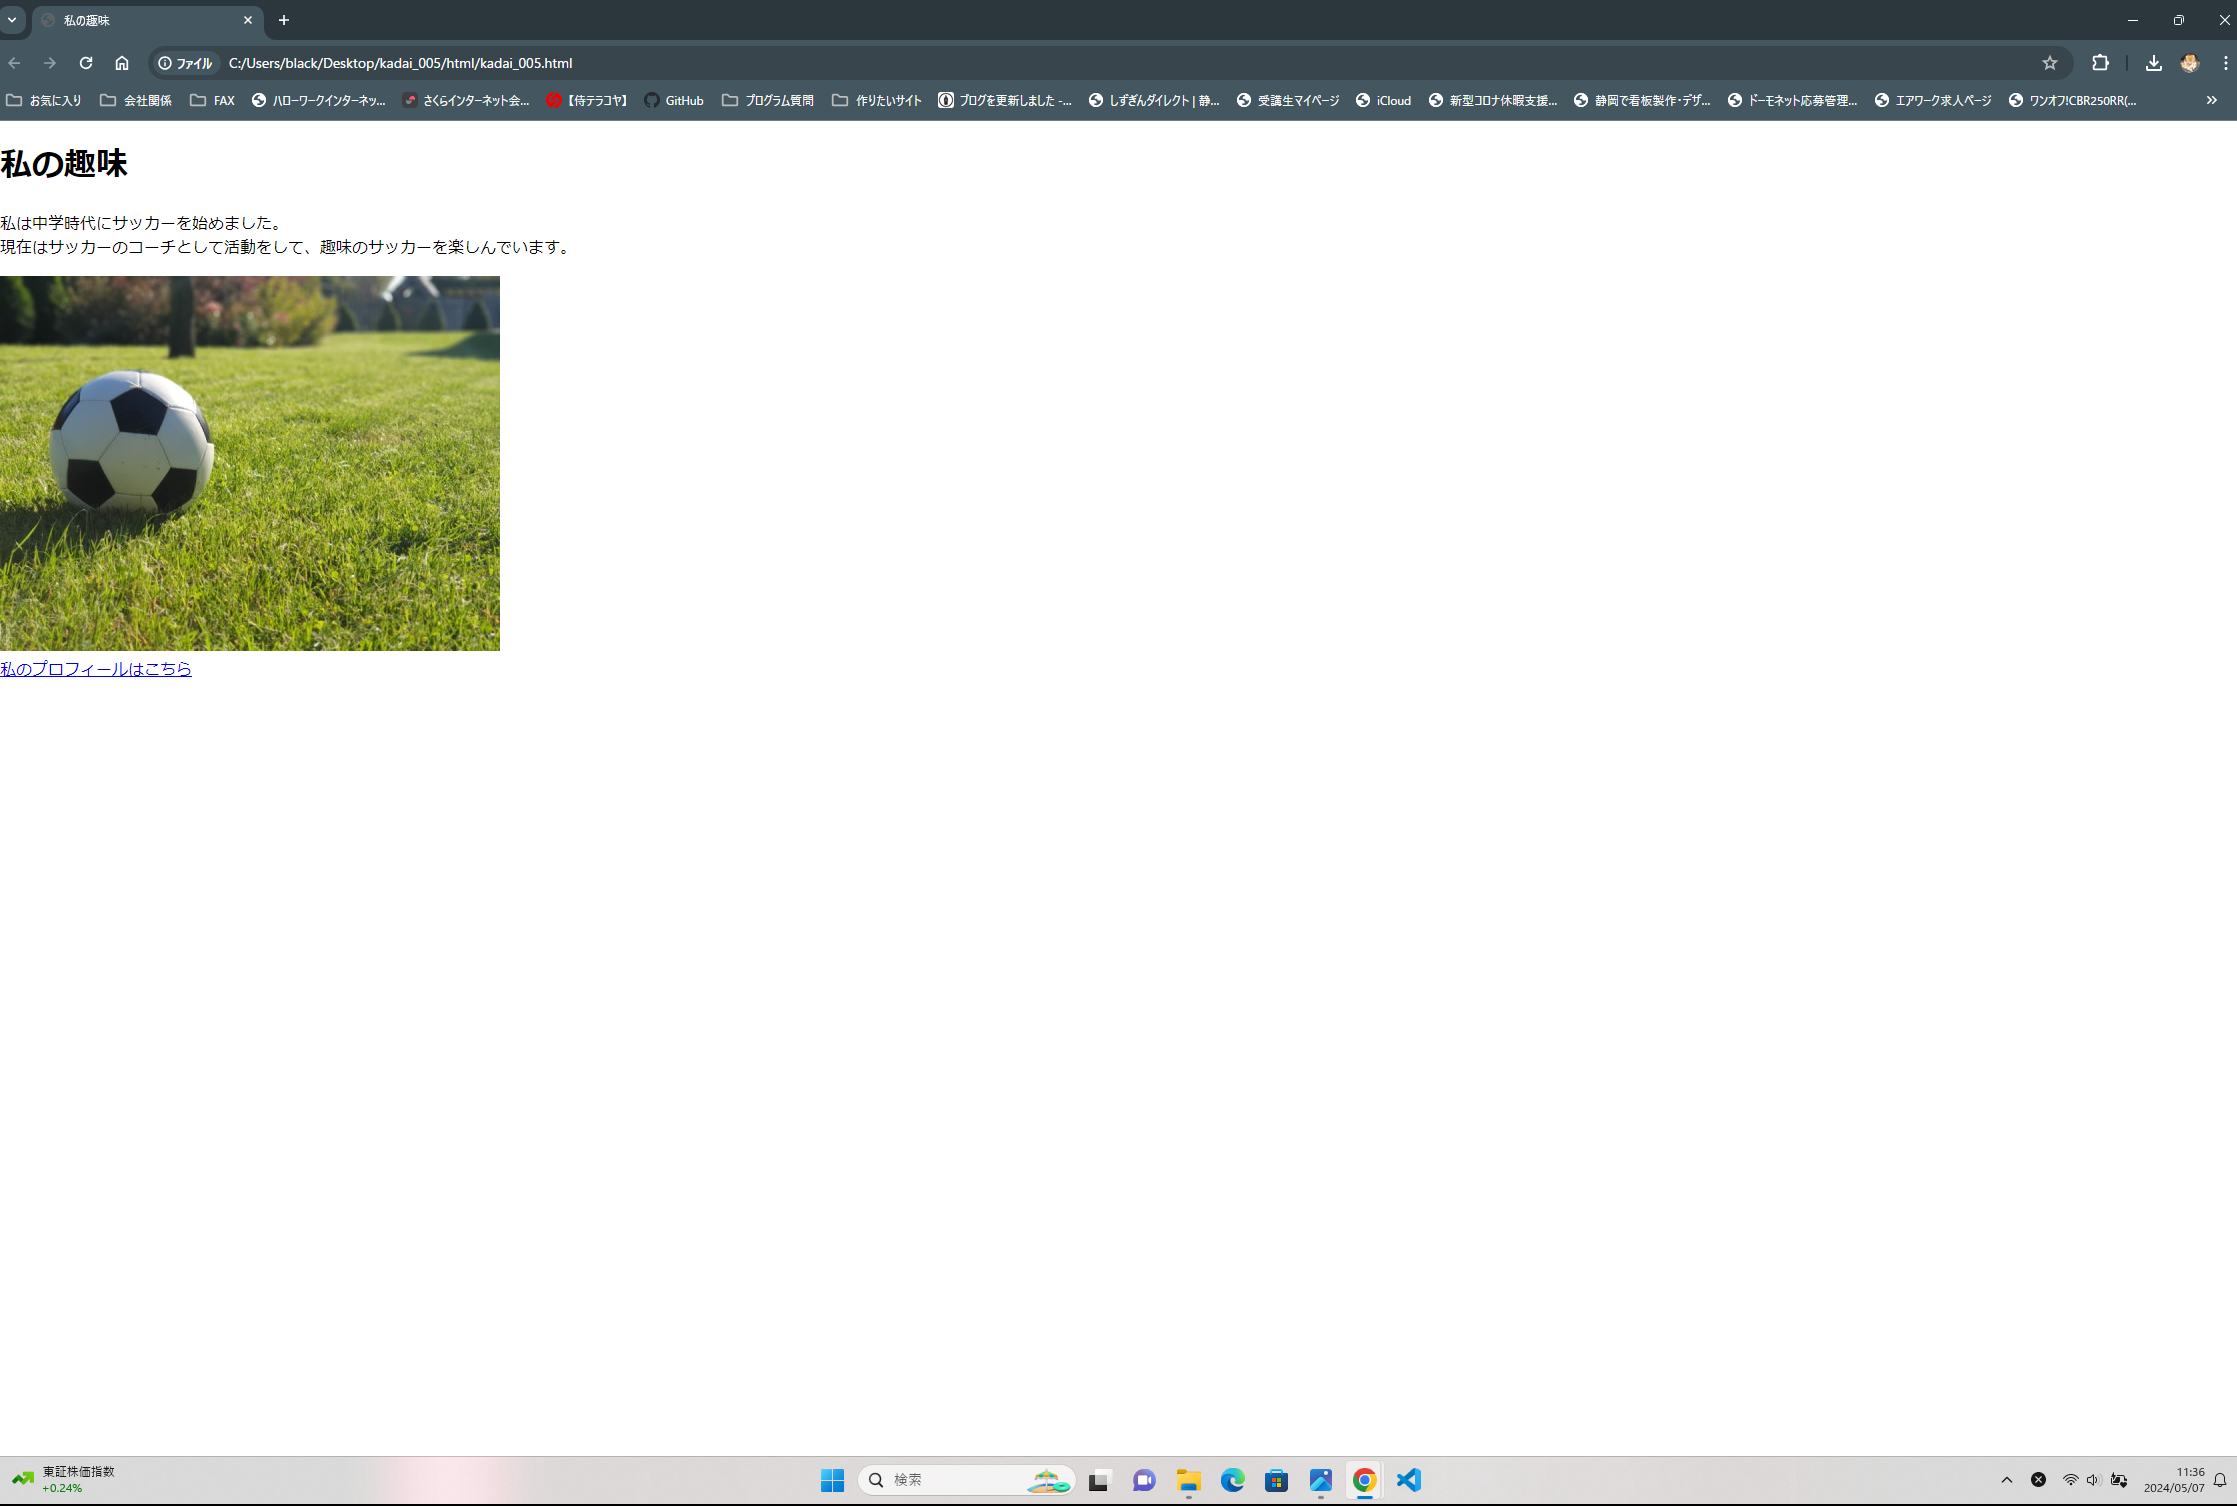 私の趣味
ファイル C:/Users/black/Desktop/kadai_005/html/kadai_005.html
お気に入り 会社関係 FAX ハローワークインターネッ... さくらインターネット会... 【侍テラコヤ】 GitHub プログラム質問 作りたいサイト ブログを更新しました -... しずぎんダイレクト | 静... 受講生マイページ iCloud 新型コロナ休暇支援... 静岡で看板製作・デザ... ドーモネット応募管理... エアワーク求人ページ ワンオフ!CBR250RR(...
私の趣味
私は中学時代にサッカーを始めました。
現在はサッカーのコーチとして活動をして、趣味のサッカーを楽しんでいます。
私のプロフィールはこちら
東証株価指数
+0.24%
検索
11:36
2024/05/07